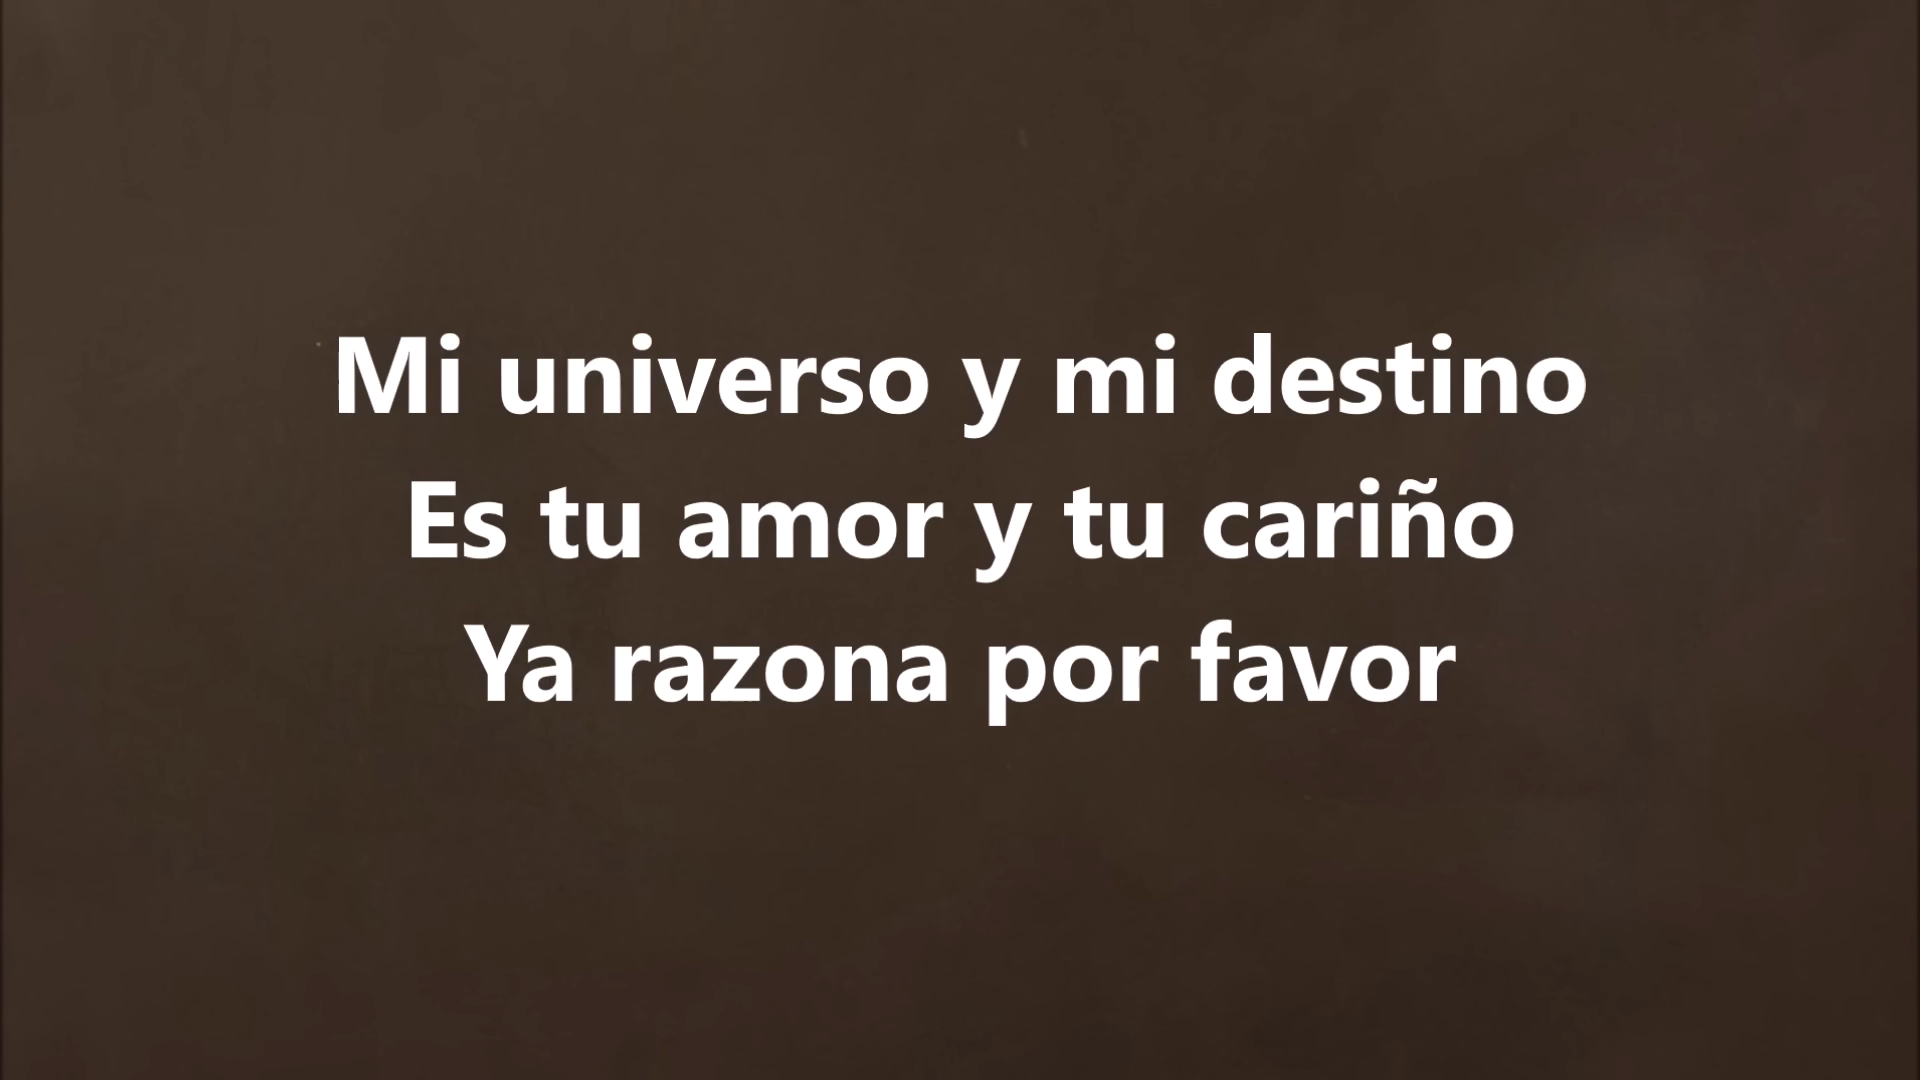 Mi universo y mi destino
Es tu amor y tu cariño
Ya razona por favor